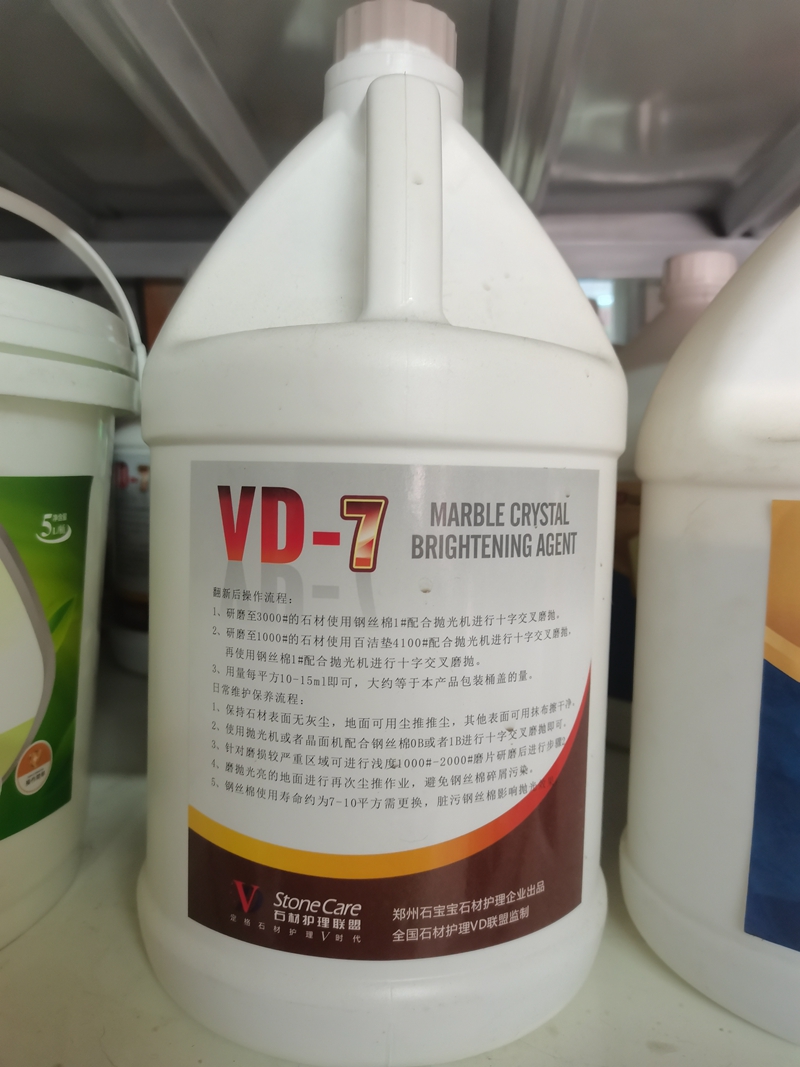 VD-7
MARBLE CRYSTAL
BRIGHTENING AGENT
翻新后操作流程：
1、研磨至3000#的石材使用钢丝棉1#配合抛光机进行十字交叉磨抛。
2、研磨至1000#的石材使用百洁垫4100#配合抛光机进行十字交叉磨抛，
再使用钢丝棉1#配合抛光机进行十字交叉磨抛。
3、用量每平方10-15ml即可，大约等于本产品包装桶盖的量。
日常维护保养流程：
1、保持石材表面无灰尘，地面可用尘推推尘，其他表面可用抹布擦干净。
2、使用抛光机或者晶面机配合钢丝棉0B或者1B进行十字交叉磨抛即可。
3、针对磨损较严重区域可进行浅度1000#-2000#磨片研磨后进行步骤2
4、磨抛光亮的地面进行再次尘推作业，避免钢丝棉碎屑污染。
5、钢丝棉使用寿命约为7-10平方需更换，脏污钢丝棉影响抛光
V
Stone Care
石材护理联盟
定格石材护理V时代
郑州石宝宝石材护理企业出品
全国石材护理VD联盟监制
5L